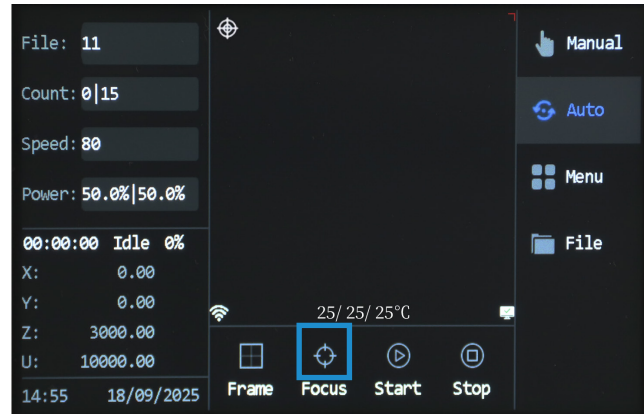 File: 11
Count: 0|15
Speed: 80
Power: 50.0%|50.0%
00:00:00 Idle 0%
X: 0.00
Y: 0.00
Z: 3000.00
U: 10000.00
14:55 18/09/2025
25/ 25/ 25°C
Frame Focus Start Stop
Manual
Auto
Menu
File